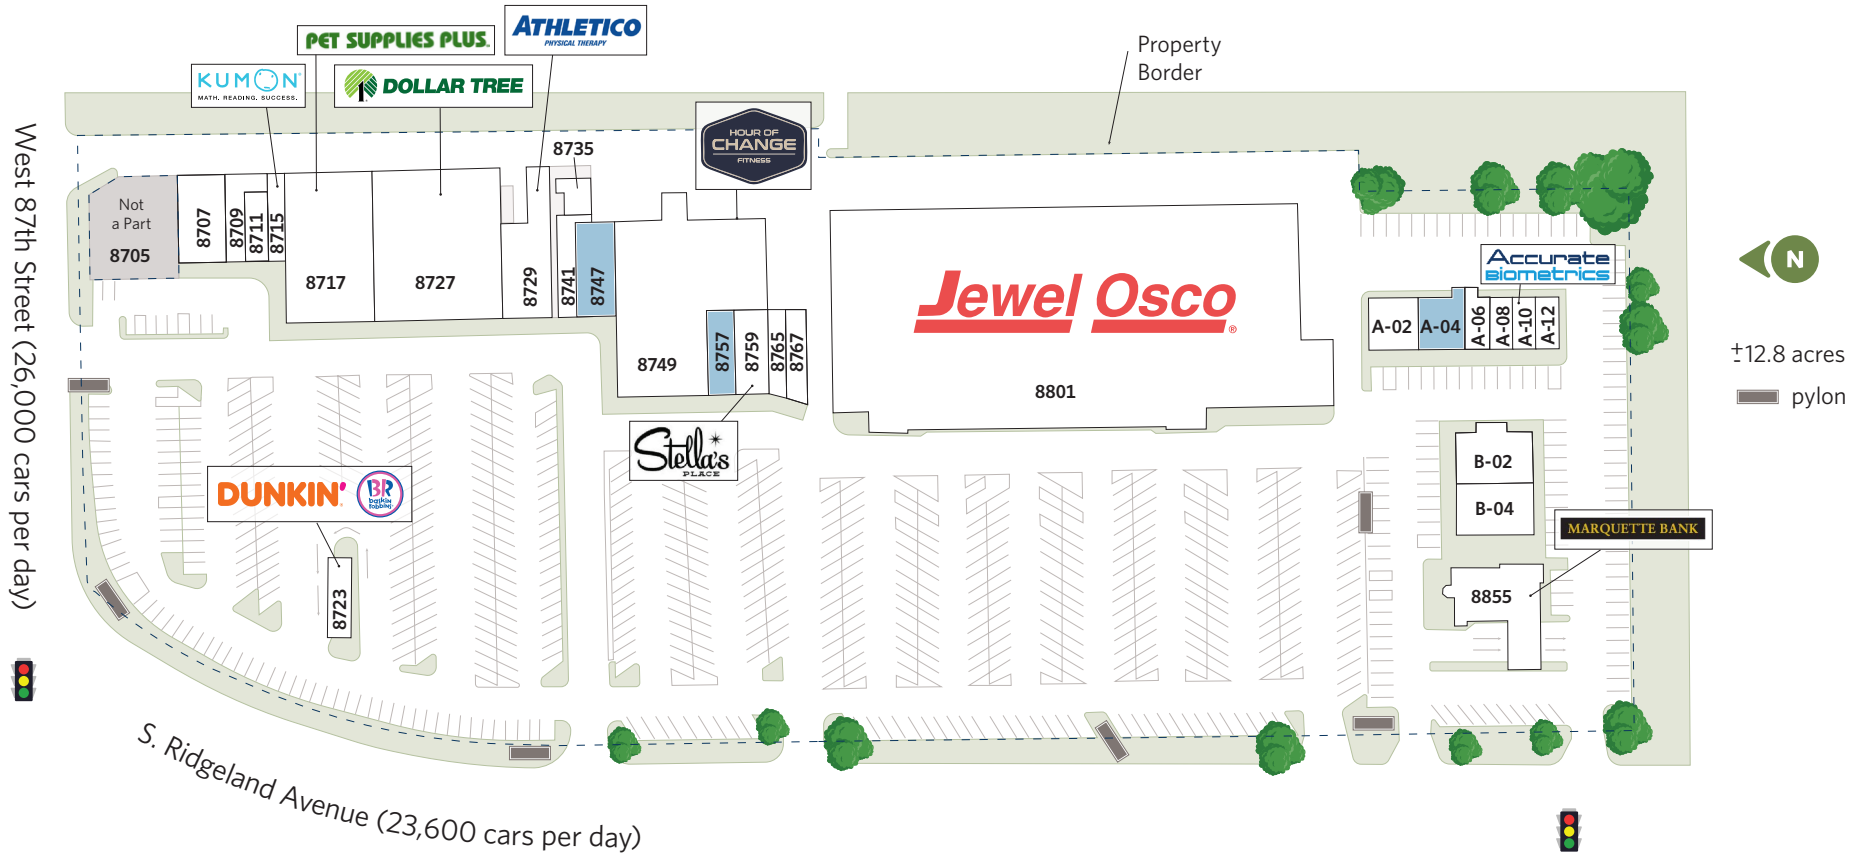 ATHLETICO
PHYSICAL THERAPY
PET SUPPLIES PLUS.
KUMON
MATH. READING. SUCCESS.
DOLLAR TREE
Property
Border
HOUR OF
CHANGE
FITNESS
8735
West 87th Street (26,000 cars per day)
Not
a Part
8705
8707
8709
8711
8715
8717
8727
8729
8741
8747
8749
8757
8759
8765
8767
Jewel Osco®
8801
Accurate
Biometrics
A-02
A-04
A-06
A-08
A-10
A-12
N
±12.8 acres
pylon
Stella's
PLACE
DUNKIN'
BR
baskin
robbins
8723
B-02
B-04
MARQUETTE BANK
8855
S. Ridgeland Avenue (23,600 cars per day)